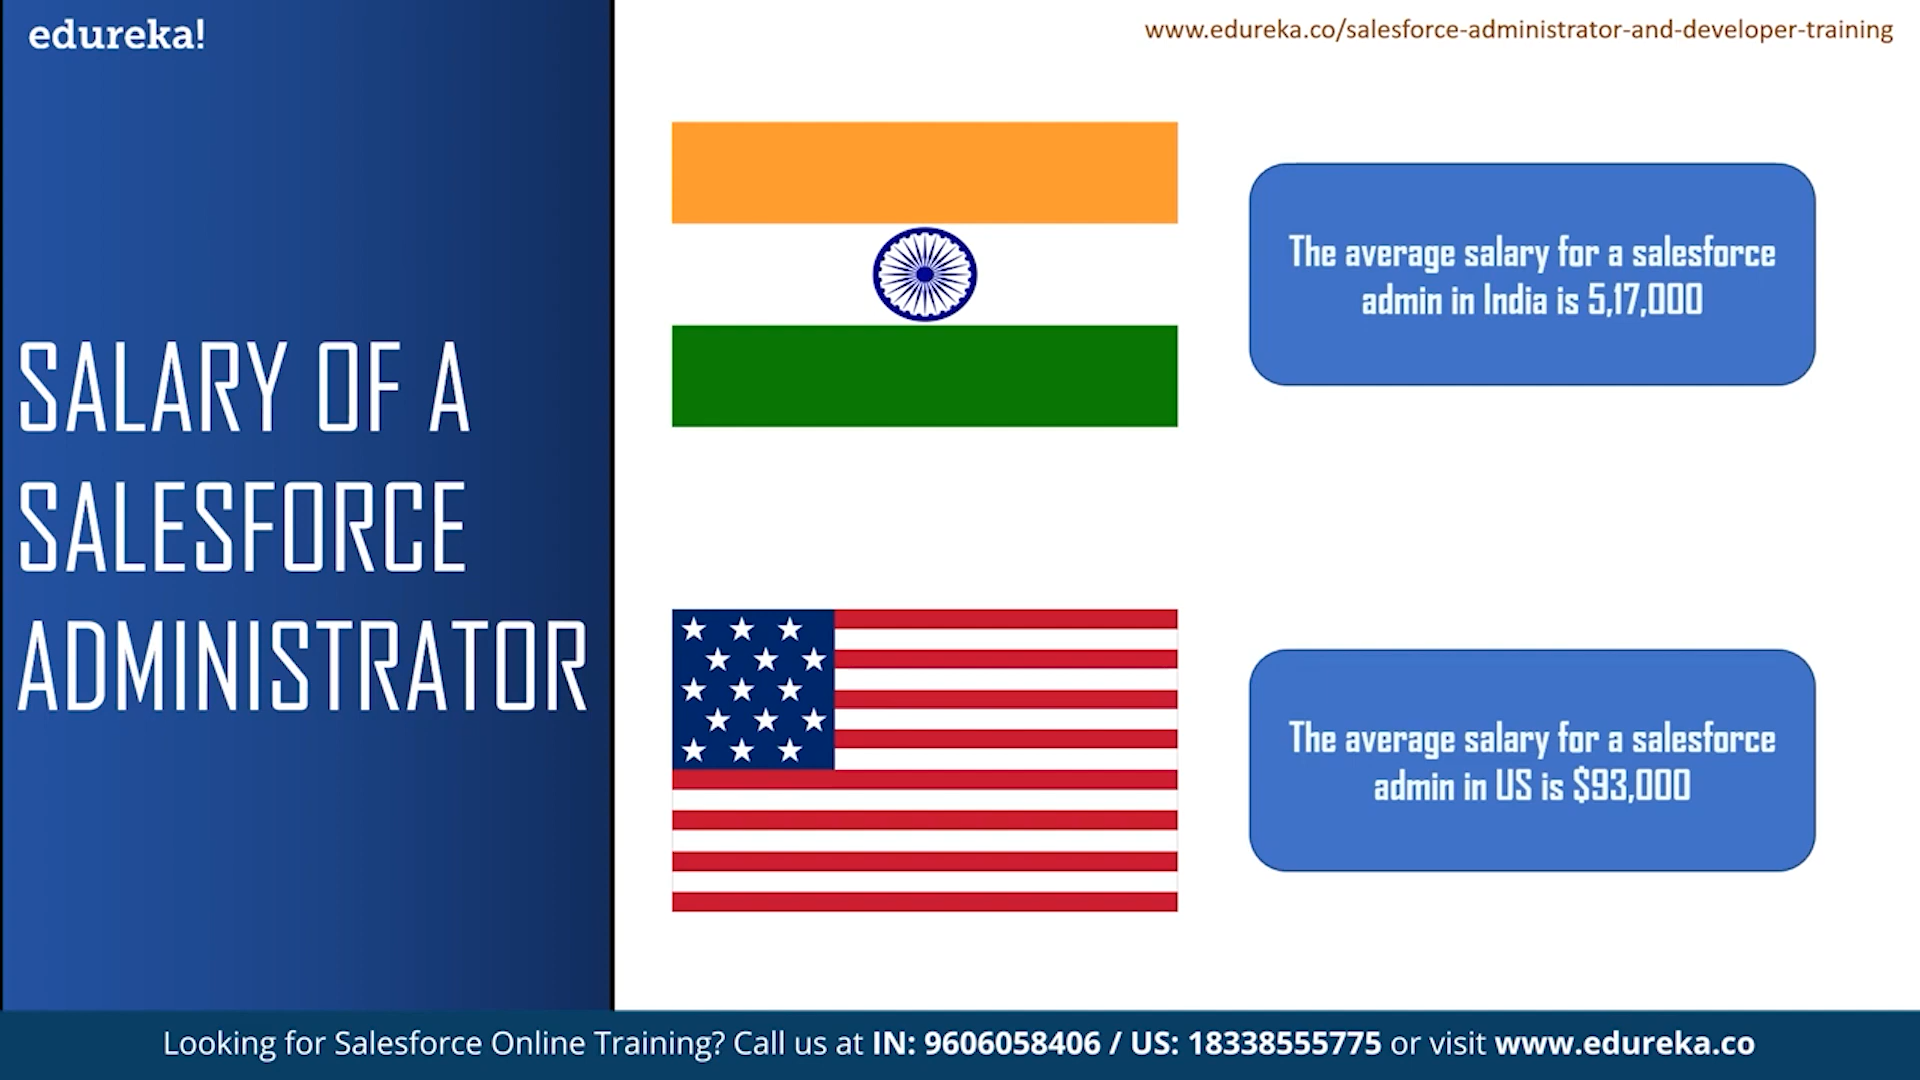 edureka!
www.edureka.co/salesforce-administrator-and-developer-training
SALARY OF A
SALESFORCE
ADMINISTRATOR
The average salary for a salesforce
admin in India is 5,17,000
The average salary for a salesforce
admin in US is $93,000
Looking for Salesforce Online Training? Call us at IN: 9606058406 / US: 18338555775 or visit www.edureka.co